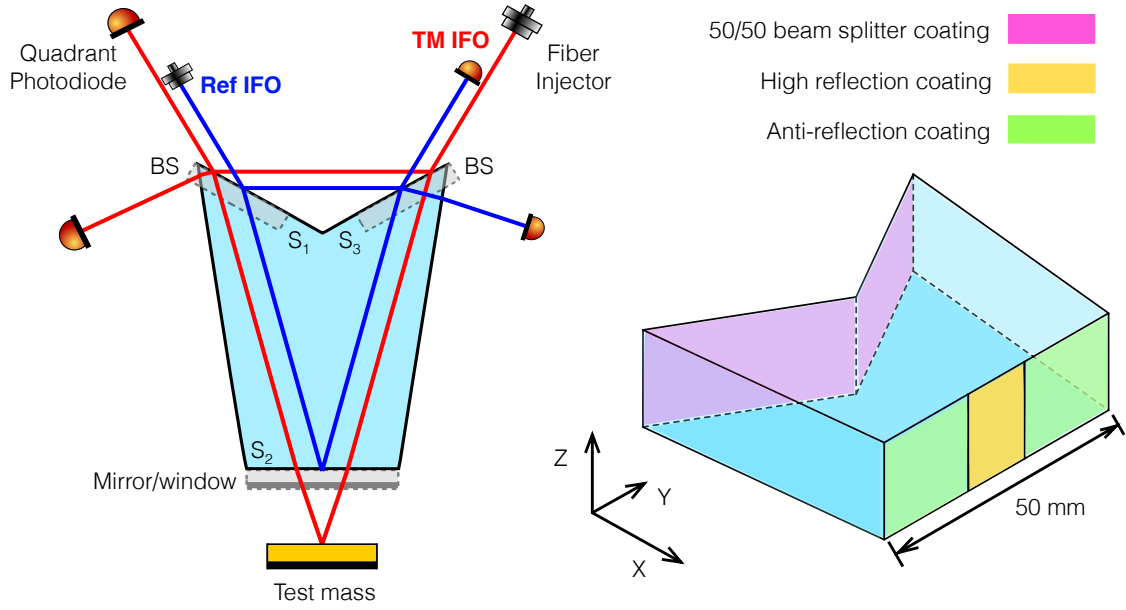 Quadrant
Photodiode
Ref IFO
TM IFO
Fiber
Injector
BS
BS
S1
S3
S2
Mirror/window
Test mass
50/50 beam splitter coating
High reflection coating
Anti-reflection coating
Z
Y
X
50 mm